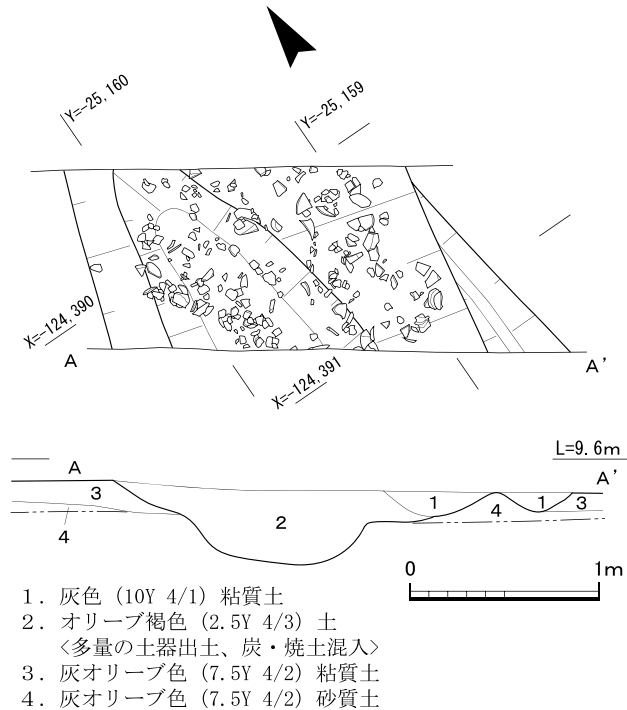 Y=-25,160
Y=-25,159
X=-124,390
A
A'
X=-124,391
L=9.6m
A
A'
3
1
4
1
3
2
4
0
1m
1. 灰色 (10Y 4/1) 粘質土
2. オリーブ褐色 (2.5Y 4/3) 土
<多量の土器出土、炭・焼土混入>
3. 灰オリーブ色 (7.5Y 4/2) 粘質土
4. 灰オリーブ色 (7.5Y 4/2) 砂質土